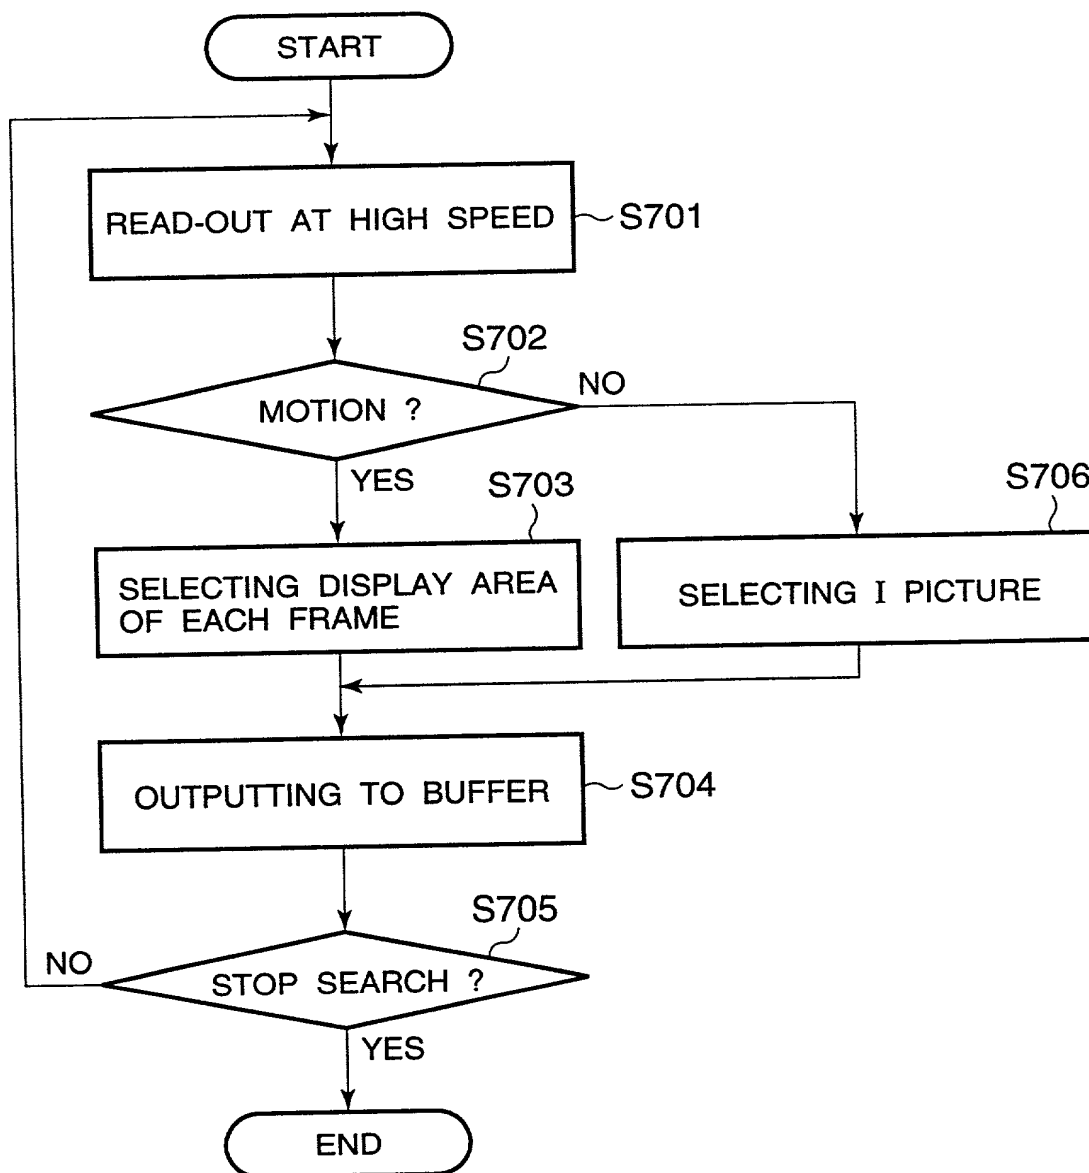 START
READ-OUT AT HIGH SPEED
S701
S702
MOTION ?
NO
YES
S703
S706
SELECTING DISPLAY AREA
OF EACH FRAME
SELECTING I PICTURE
OUTPUTTING TO BUFFER
S704
S705
NO
STOP SEARCH ?
YES
END